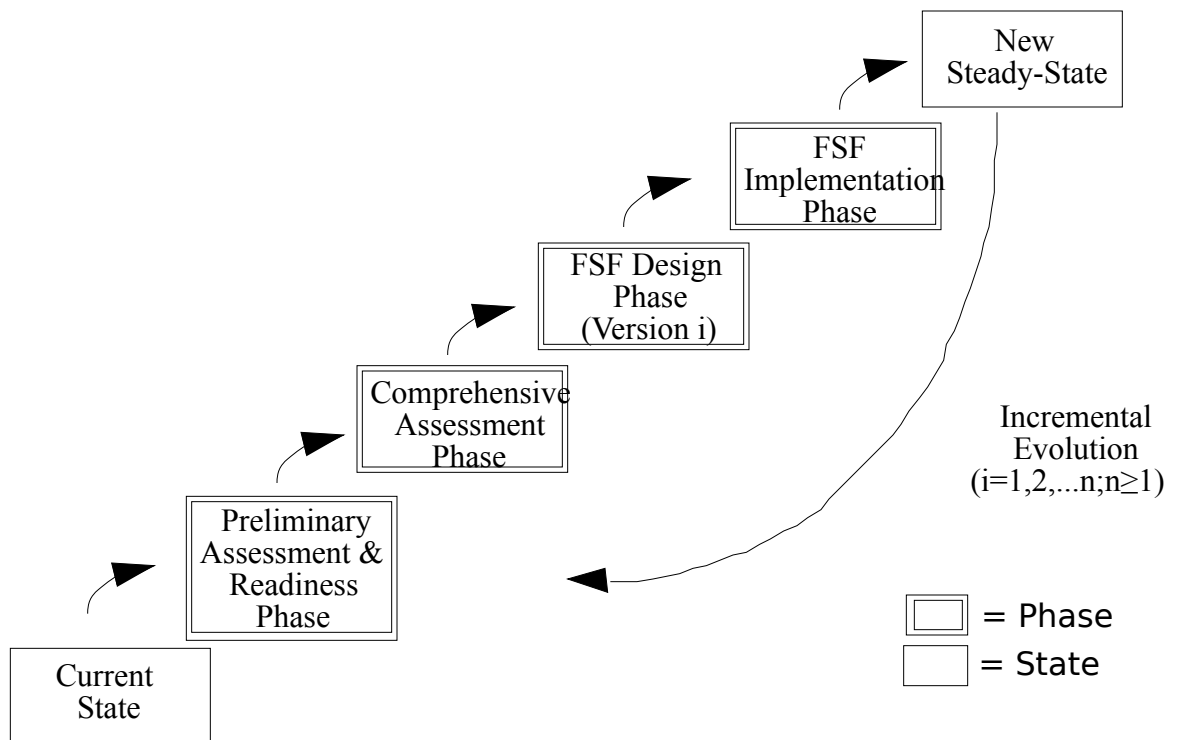 New
Steady-State
FSF
Implementation
Phase
FSF Design
Phase
(Version i)
Comprehensive
Assessment
Phase
Incremental
Evolution
(i=1,2,...n;n≥1)
Preliminary
Assessment &
Readiness
Phase
= Phase
= State
Current
State